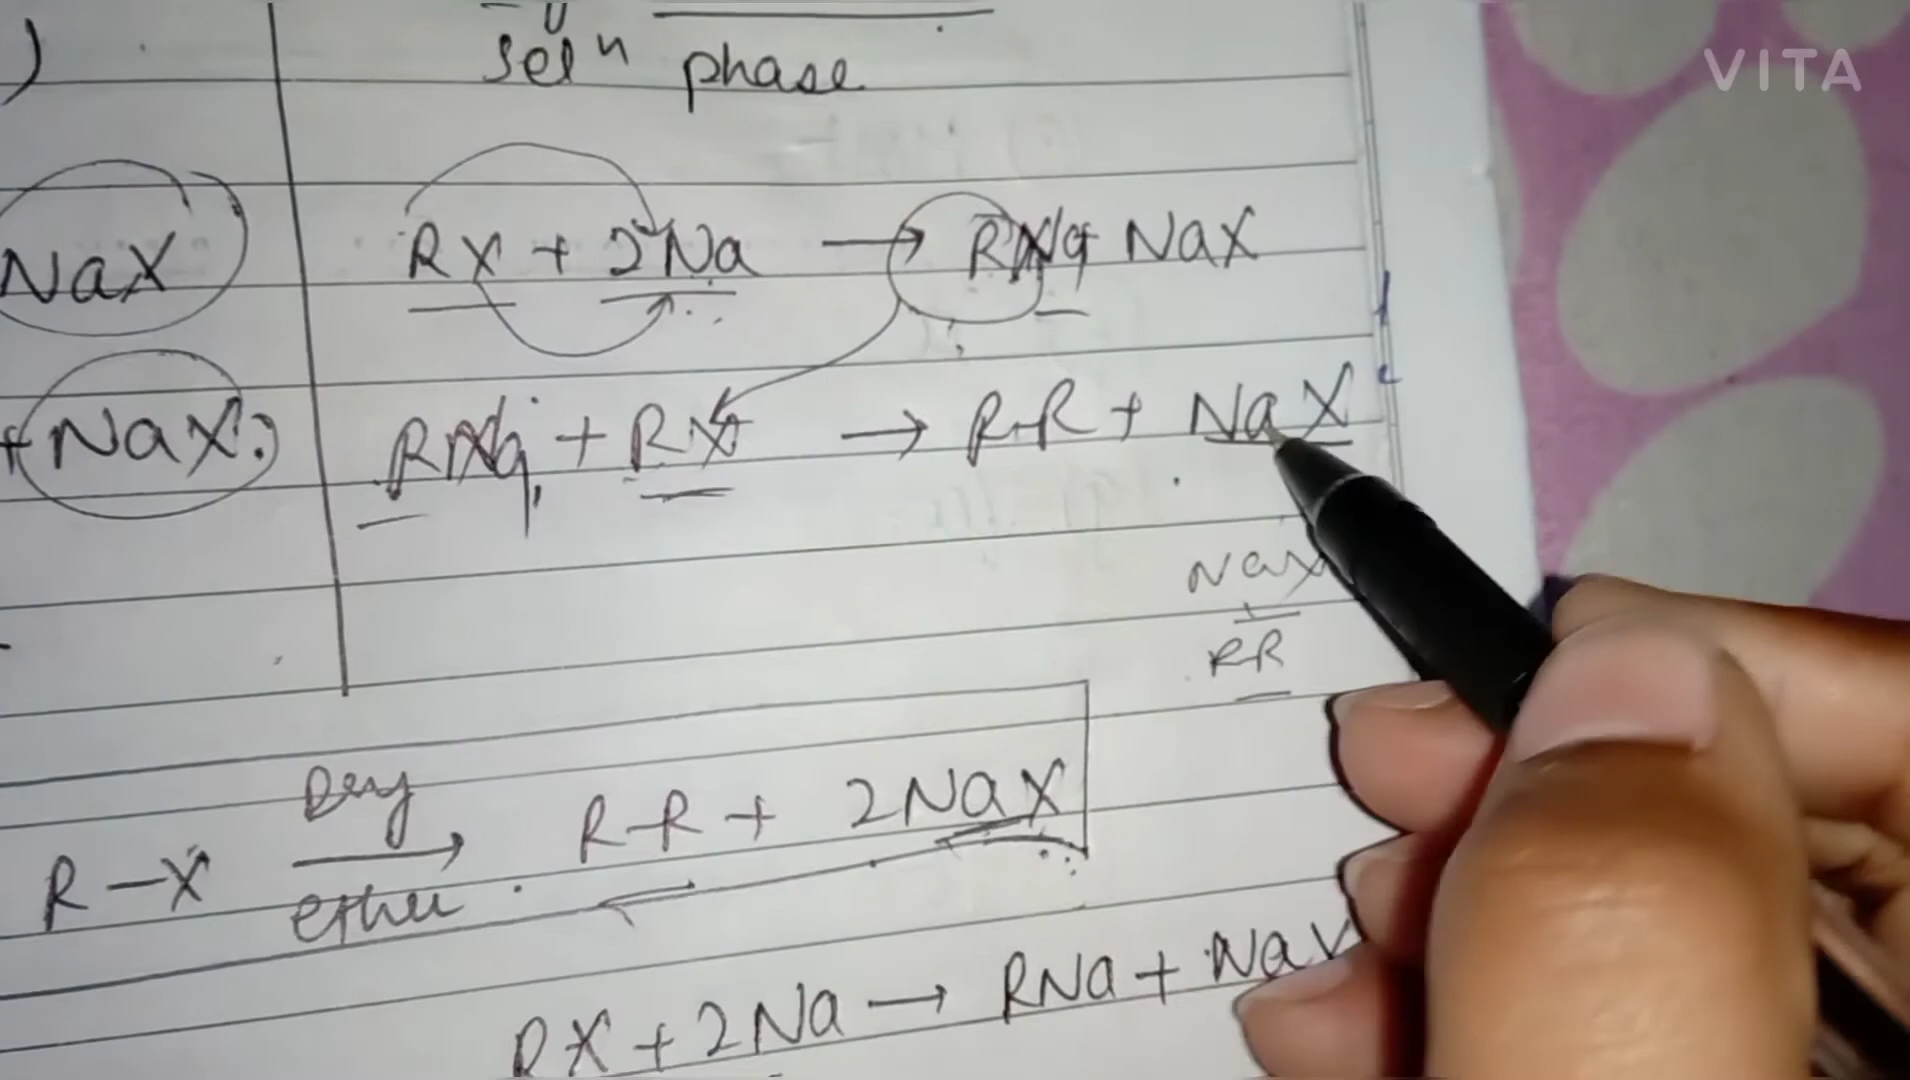 VITA
)
selⁿ phase
NaX
RX + 2Na → RNa NaX
+ NaX
RNa + RX → R-R + NaX
NaX
RR
R-X Dry ether → R-R + 2NaX
RX + 2Na → RNa + NaX